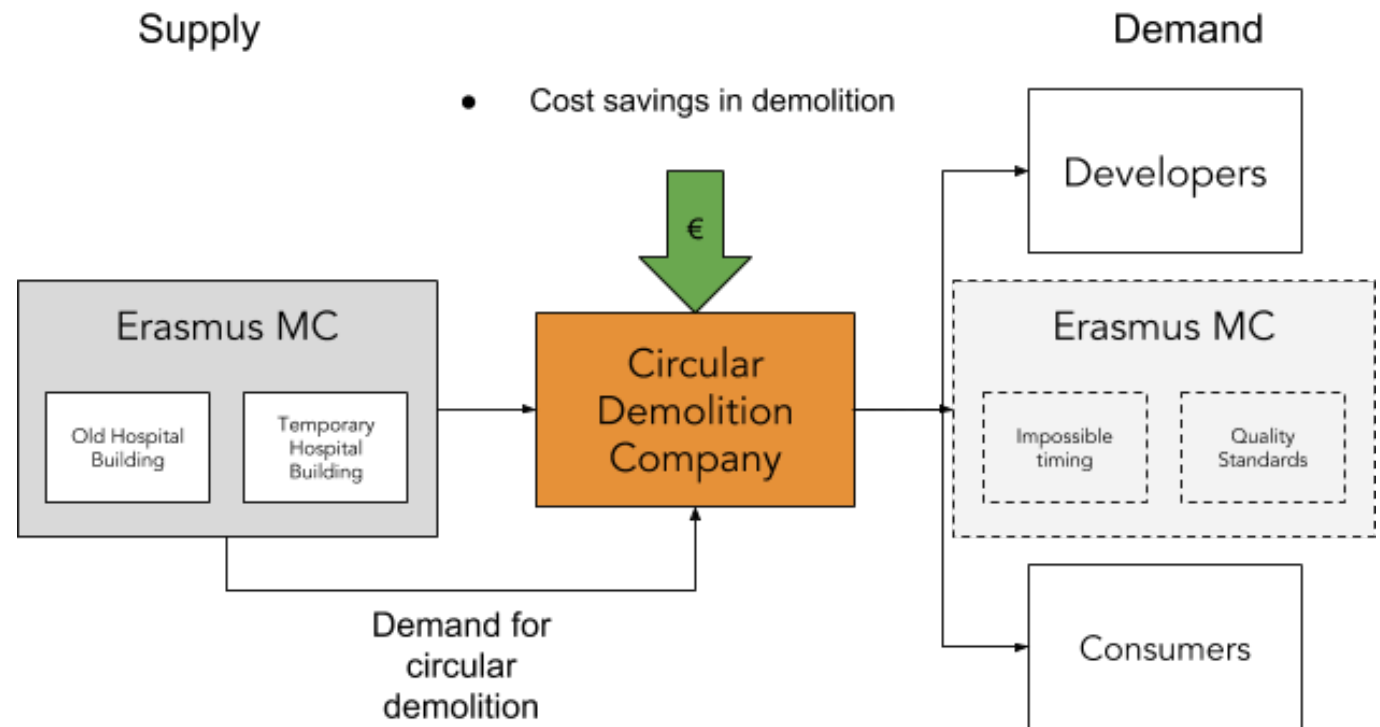 Supply
Demand
• Cost savings in demolition
Developers
€
Erasmus MC
Old Hospital
Building
Temporary
Hospital
Building
Circular
Demolition
Company
Erasmus MC
Impossible
timing
Quality
Standards
Demand for
circular
demolition
Consumers